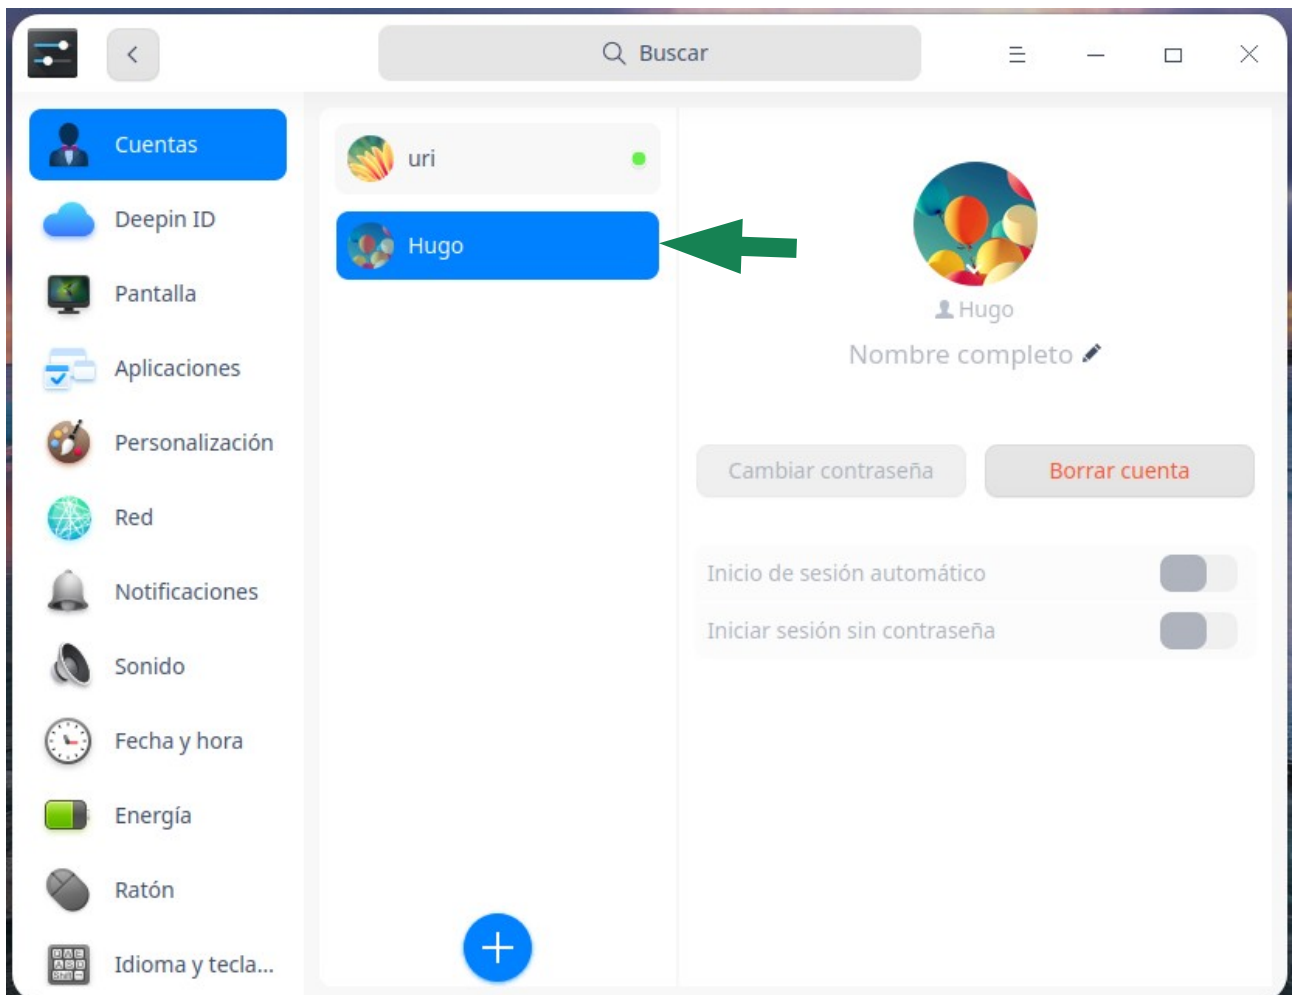 Buscar
Cuentas
Deepin ID
Pantalla
Aplicaciones
Personalización
Red
Notificaciones
Sonido
Fecha y hora
Energía
Ratón
Idioma y tecla...
uri
Hugo
Hugo
Nombre completo
Cambiar contraseña
Borrar cuenta
Inicio de sesión automático
Iniciar sesión sin contraseña